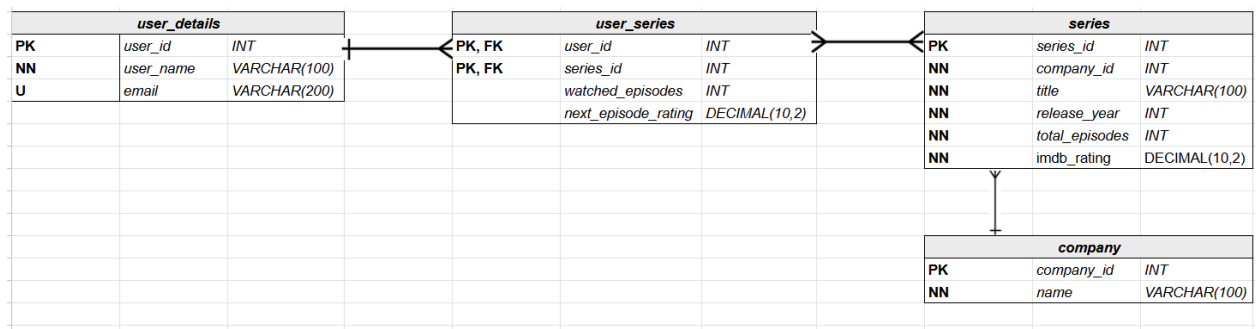 user_details
PK user_id INT
NN user_name VARCHAR(100)
U email VARCHAR(200)
user_series
PK, FK user_id INT
PK, FK series_id INT
watched_episodes INT
next_episode_rating DECIMAL(10,2)
series
PK series_id INT
NN company_id INT
NN title VARCHAR(100)
NN release_year INT
NN total_episodes INT
NN imdb_rating DECIMAL(10,2)
company
PK company_id INT
NN name VARCHAR(100)